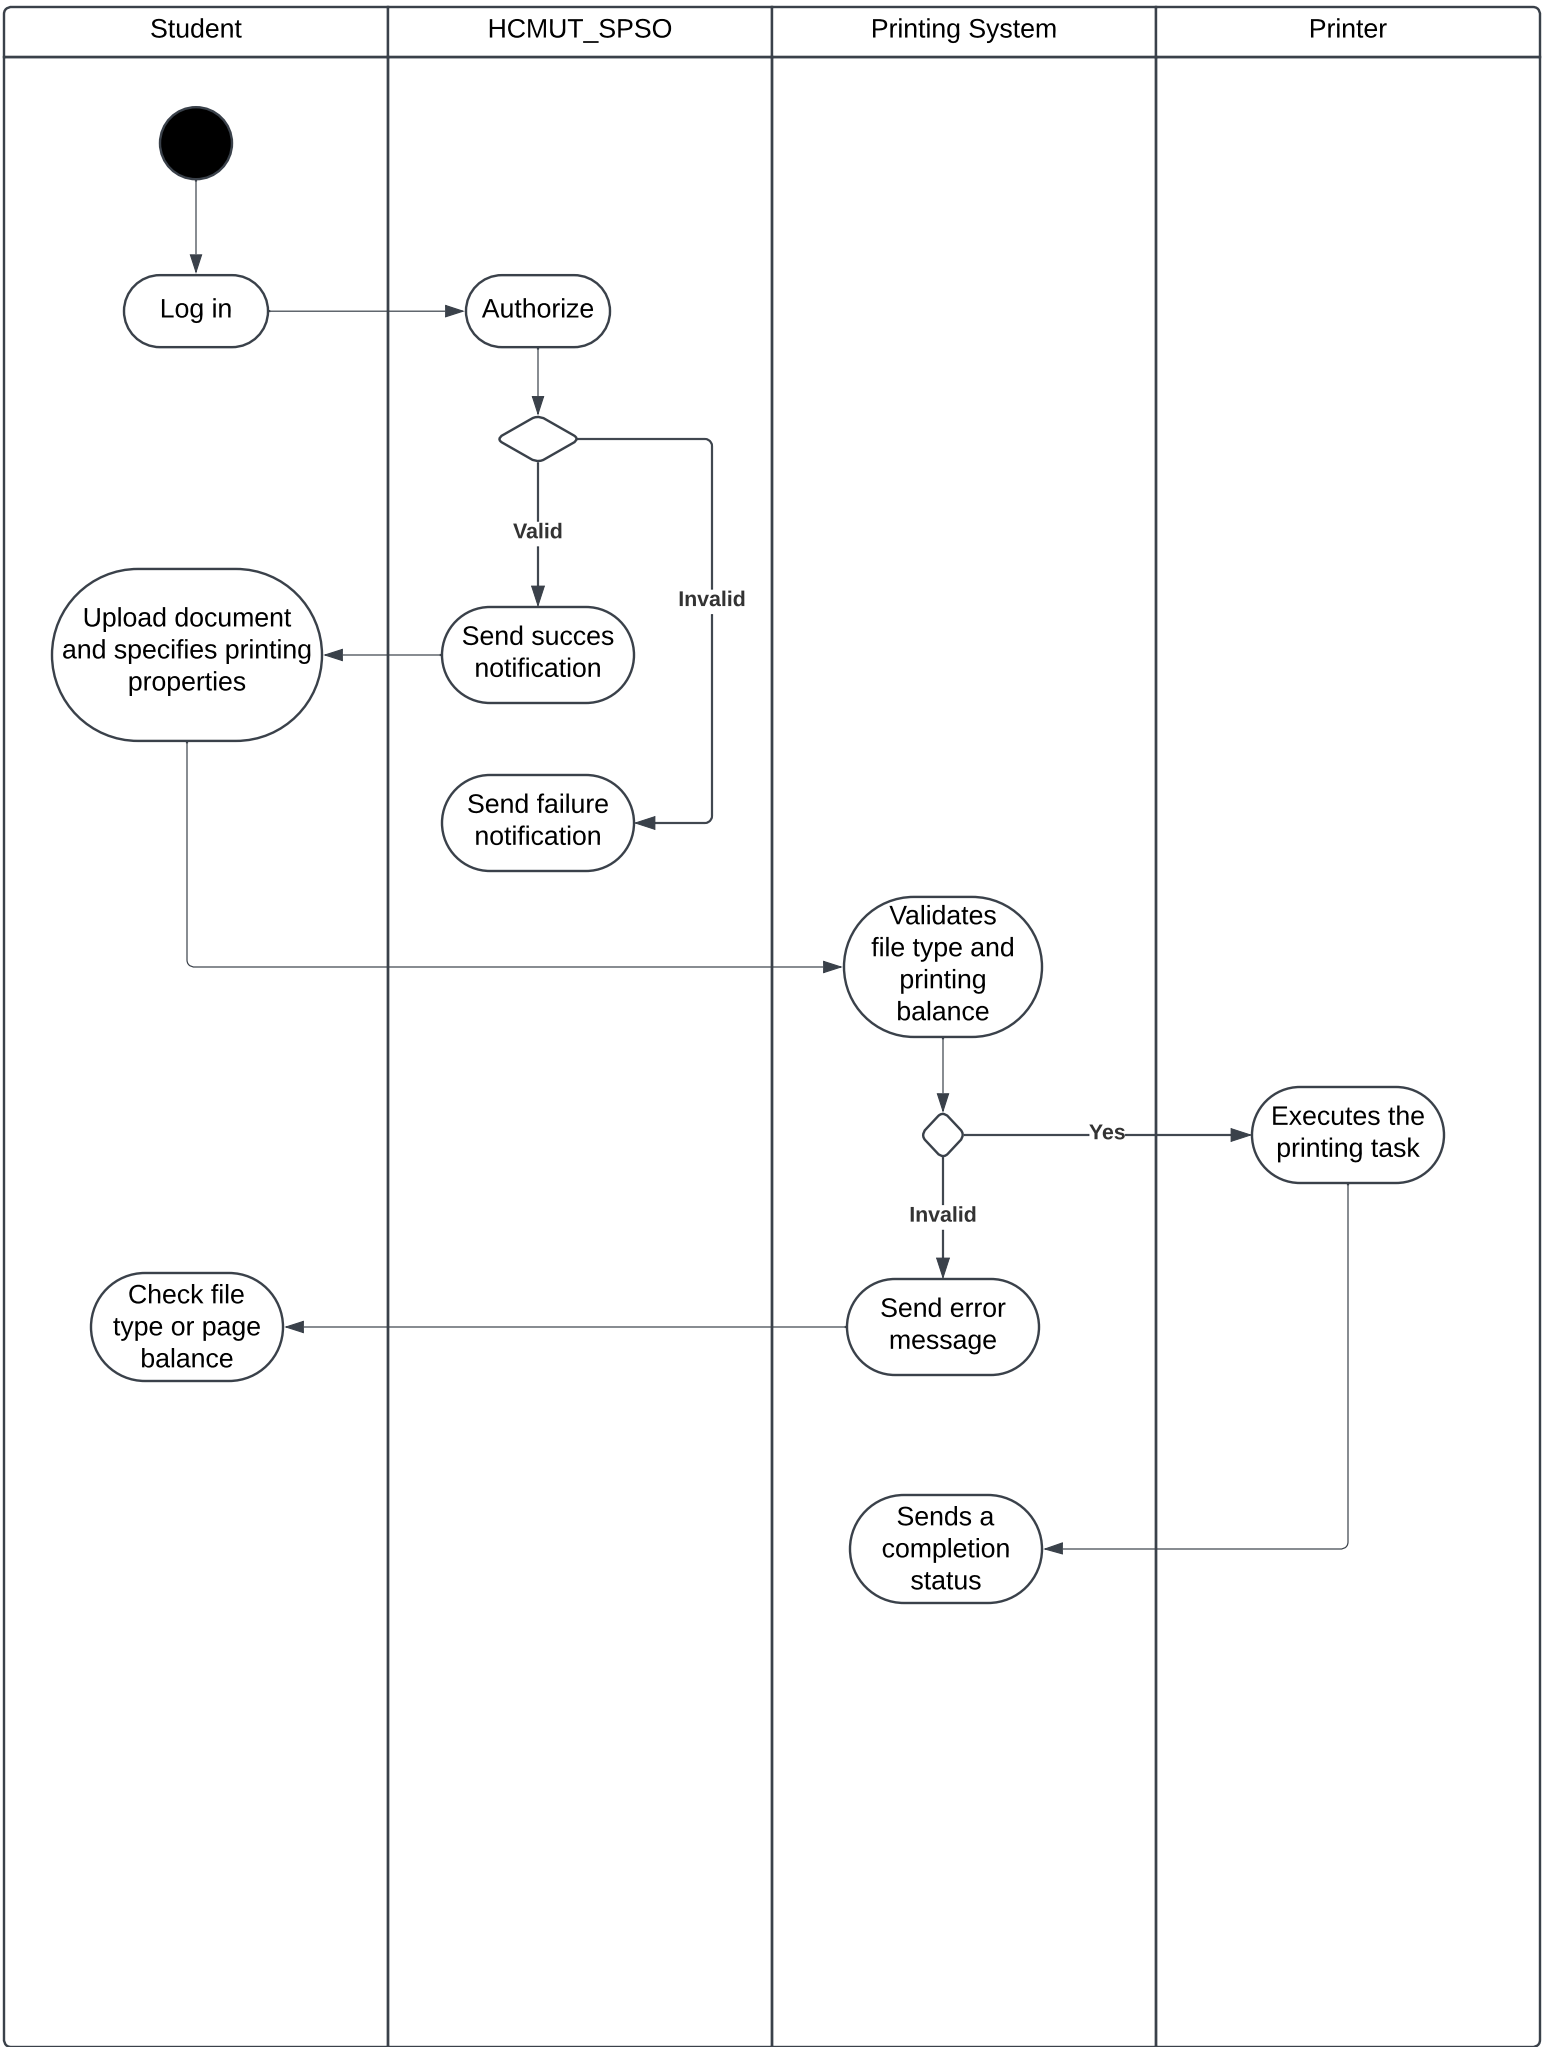 Student
HCMUT_SPSO
Printing System
Printer
Log in
Authorize
Valid
Invalid
Upload document
and specifies printing
properties
Send succes
notification
Send failure
notification
Validates
file type and
printing
balance
Yes
Executes the
printing task
Invalid
Check file
type or page
balance
Send error
message
Sends a
completion
status